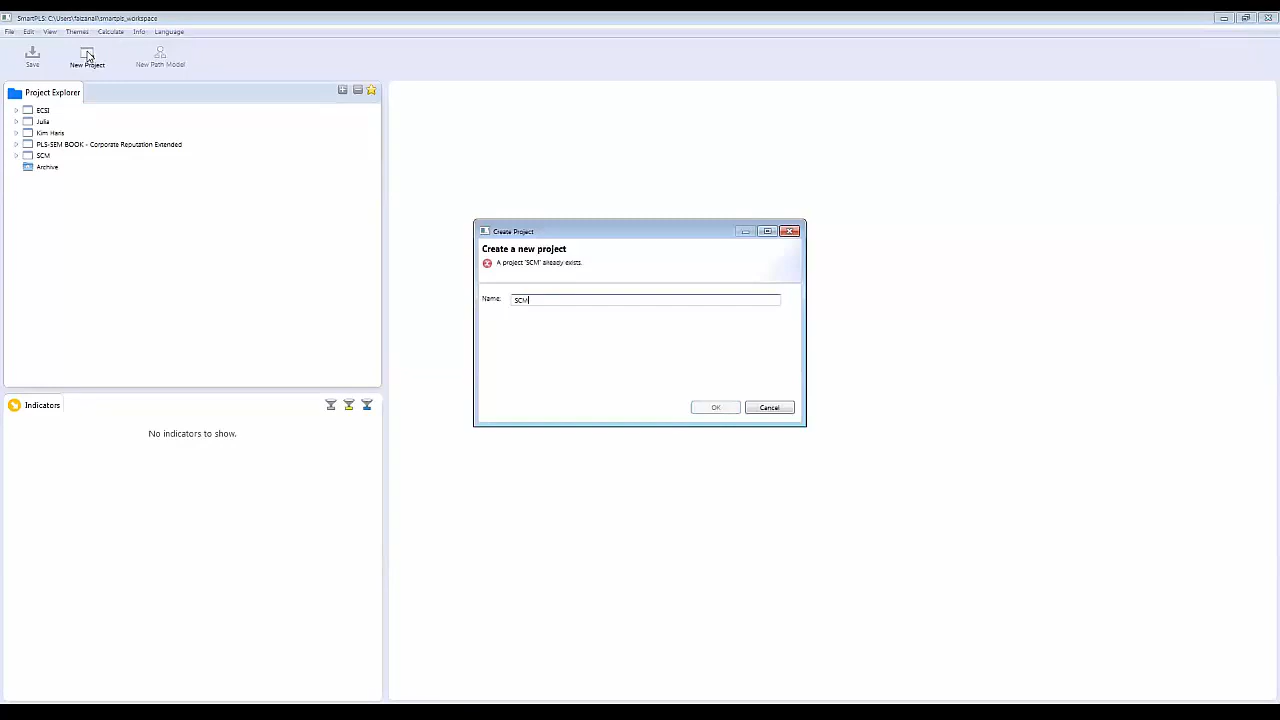 SmartPLS: C:\Users\faizanali\smartpls_workspace
File Edit View Themes Calculate Info Language
Save New Project New Path Model
Project Explorer
ECSI
Julia
Kim Haris
PLS-SEM BOOK - Corporate Reputation Extended
SCM
Archive
Create Project
Create a new project
A project 'SCM' already exists.
Name: SCM
OK Cancel
Indicators
No indicators to show.